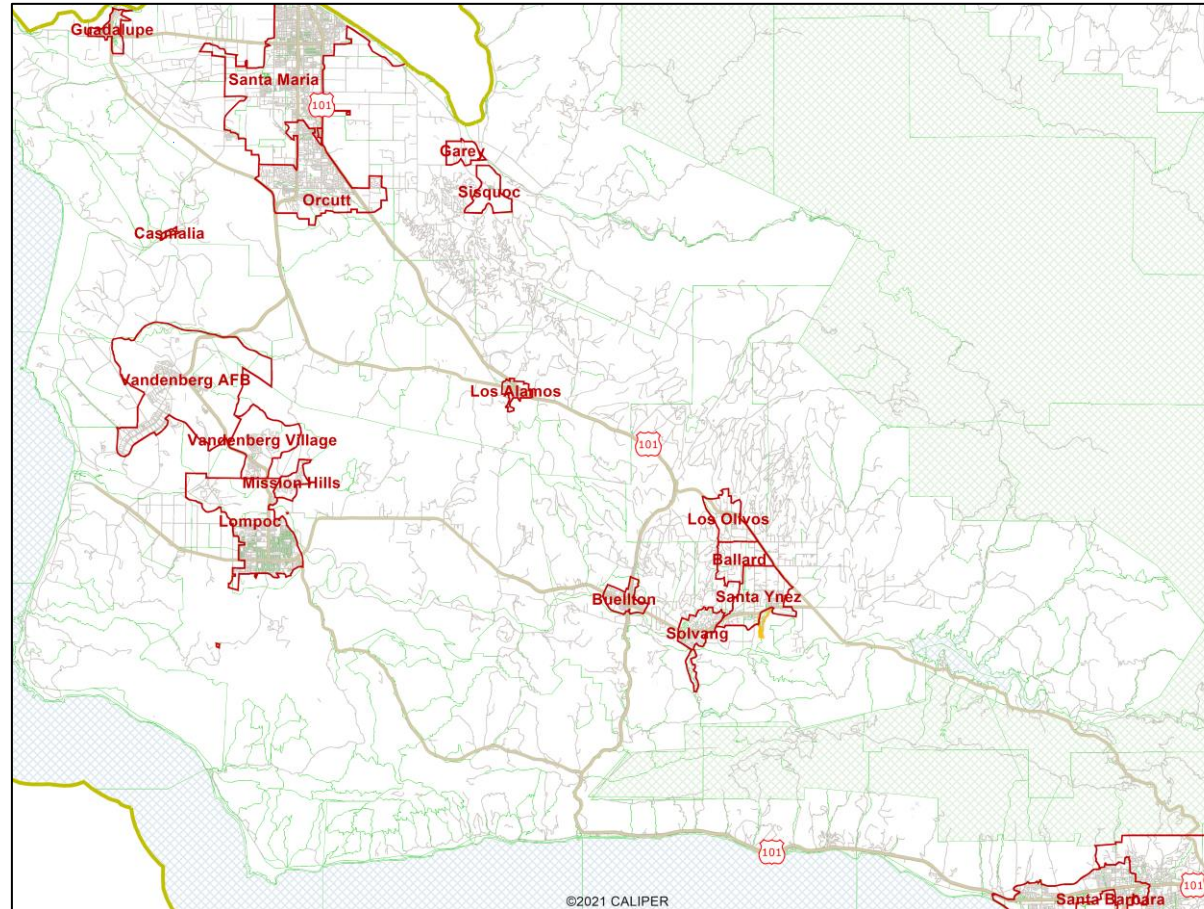 Guadalupe
Santa Maria
101
Garey
Sisquoc
Orcutt
Casmalia
Vandenberg AFB
Los Alamos
Vandenberg Village
101
Mission Hills
Lompoc
Los Olivos
Ballard
Buellton
Santa Ynez
Solvang
101
101
Santa Barbara
©2021 CALIPER